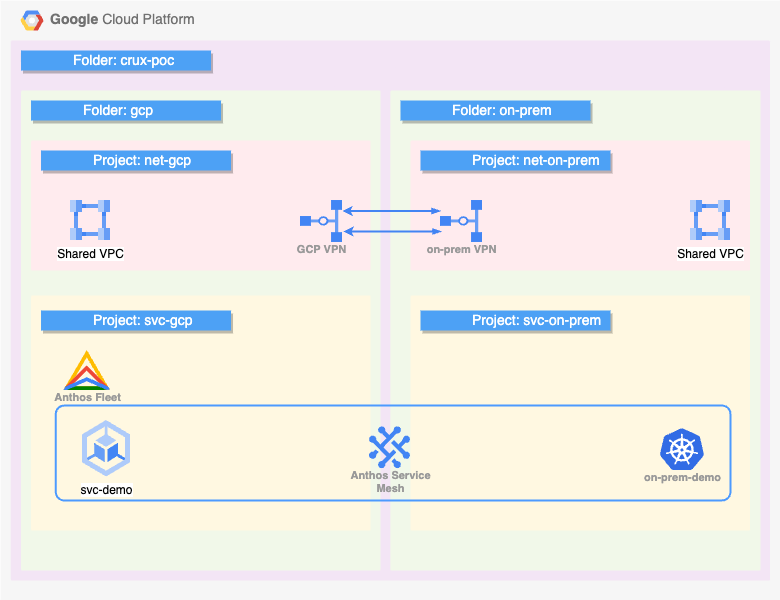 Google Cloud Platform
Folder: crux-poc
Folder: gcp
Folder: on-prem
Project: net-gcp
Project: net-on-prem
Shared VPC
GCP VPN
on-prem VPN
Shared VPC
Project: svc-gcp
Project: svc-on-prem
Anthos Fleet
svc-demo
Anthos Service
Mesh
on-prem-demo